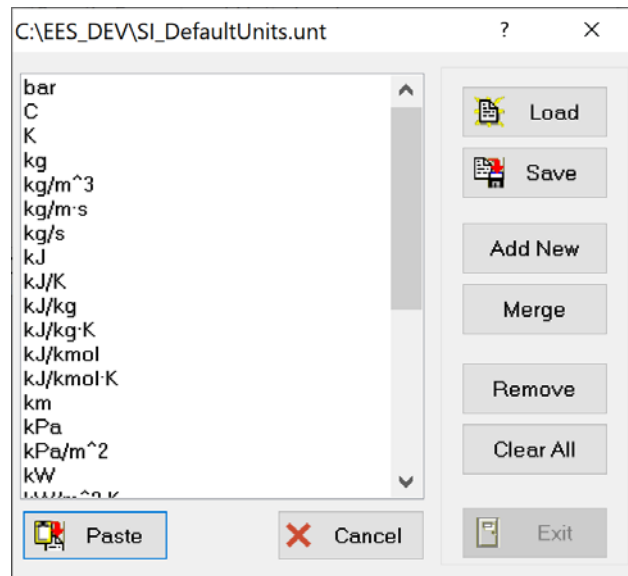 C:\EES_DEV\SI_DefaultUnits.unt
?
bar
C
K
kg
kg/m^3
kg/m·s
kg/s
kJ
kJ/K
kJ/kg
kJ/kg·K
kJ/kmol
kJ/kmol·K
km
kPa
kPa/m^2
kW
Paste
Cancel
Load
Save
Add New
Merge
Remove
Clear All
Exit